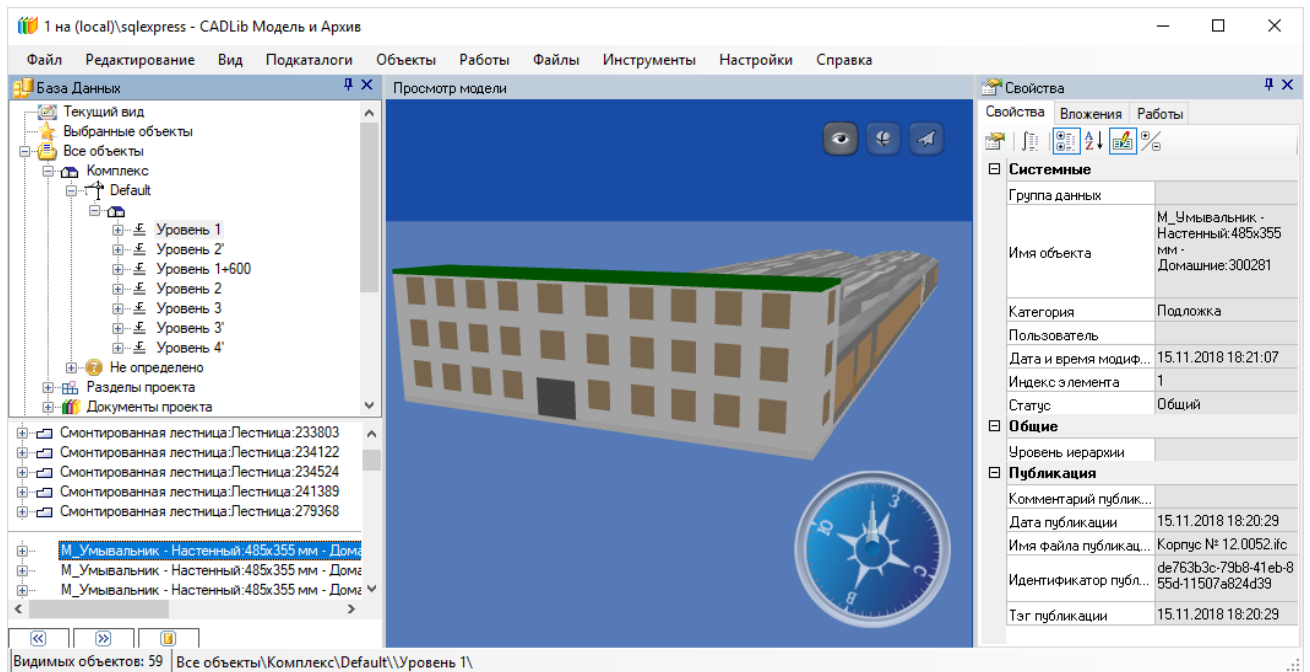 1 на (local)\sqlexpress - CADLib Модель и Архив
Файл Редактирование Вид Подкаталоги Объекты Работы Файлы Инструменты Настройки Справка
База Данных
Текущий вид
Выбранные объекты
Все объекты
Комплекс
Default
Уровень 1
Уровень 2'
Уровень 1+600
Уровень 2
Уровень 3
Уровень 3'
Уровень 4'
Не определено
Разделы проекта
Документы проекта
Смонтированная лестница:Лестница:233803
Смонтированная лестница:Лестница:234122
Смонтированная лестница:Лестница:234524
Смонтированная лестница:Лестница:241389
Смонтированная лестница:Лестница:279368
М_Умывальник - Настенный:485x355 мм - Дома
М_Умывальник - Настенный:485x355 мм - Дома
М_Умывальник - Настенный:485x355 мм - Дома
Просмотр модели
З
Ю
С
В
Свойства
Свойства Вложения Работы
Системные
Группа данных
Имя объекта
М_Умывальник -
Настенный:485x355
мм -
Домашние:300281
Категория Подложка
Пользователь
Дата и время модиф... 15.11.2018 18:21:07
Индекс элемента 1
Статус Общий
Общие
Уровень иерархии
Публикация
Комментарий публик...
Дата публикации 15.11.2018 18:20:29
Имя файла публикац... Корпус № 12.0052.ifc
Идентификатор публ... de763b3c-79b8-41eb-8
55d-11507a824d39
Тэг публикации 15.11.2018 18:20:29
Видимых объектов: 59 Все объекты\Комплекс\Default\\Уровень 1\